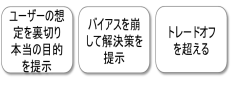 ユーザーの想
定を裏切り
本当の目的
を提示
バイアスを崩
して解決策を
提示
トレードオフ
を超える